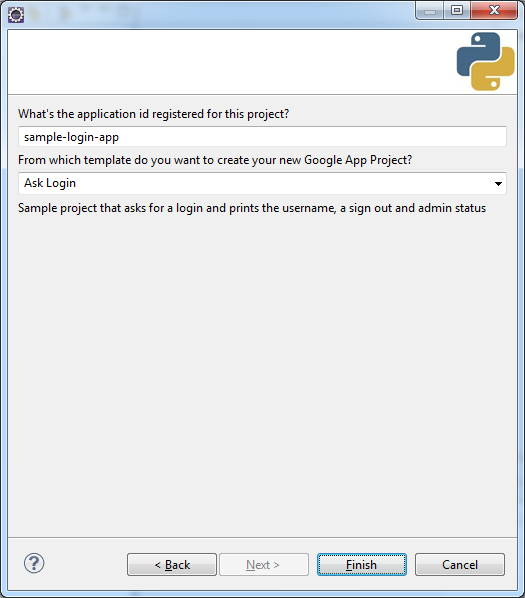 What's the application id registered for this project?
sample-login-app
From which template do you want to create your new Google App Project?
Ask Login
Sample project that asks for a login and prints the username, a sign out and admin status
?
< Back
Next >
Finish
Cancel